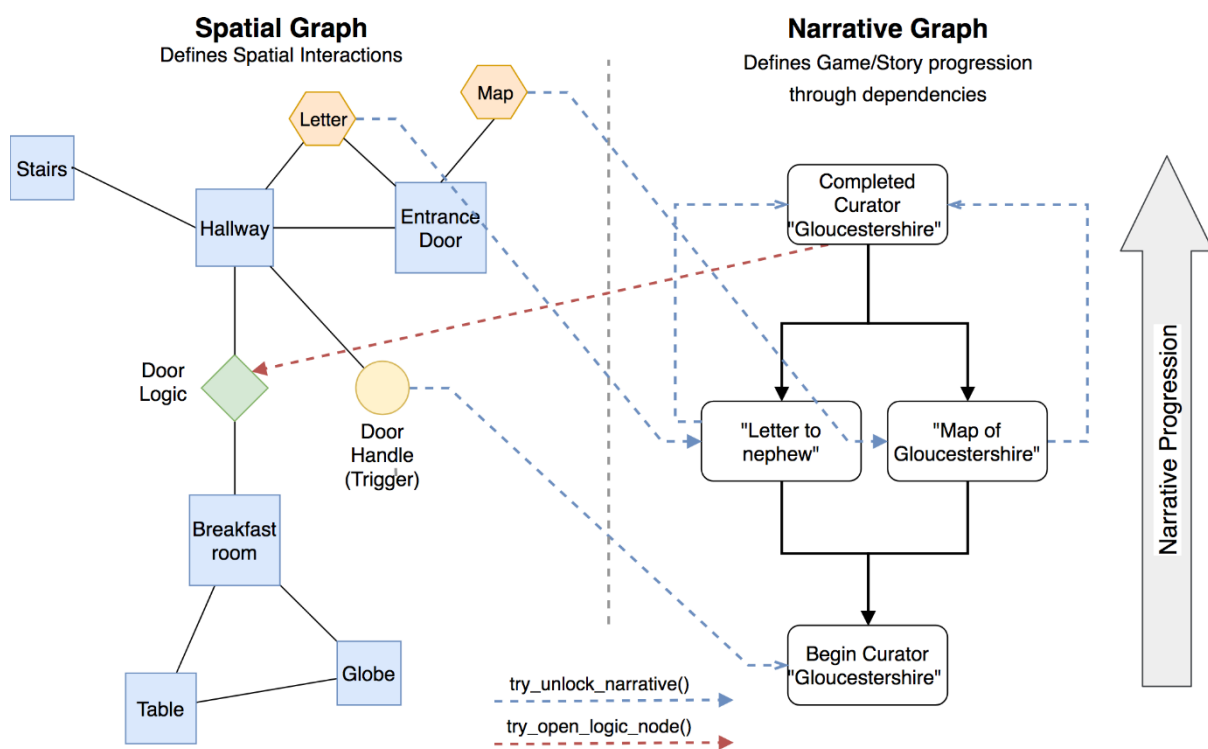 Spatial Graph
Defines Spatial Interactions
Narrative Graph
Defines Game/Story progression
through dependencies
Map
Letter
Stairs
Hallway
Entrance
Door
Door
Logic
Door
Handle
(Trigger)
Breakfast
room
Globe
Table
Completed
Curator
"Gloucestershire"
"Letter to
nephew"
"Map of
Gloucestershire"
Begin Curator
"Gloucestershire"
Narrative Progression
try_unlock_narrative()
try_open_logic_node()